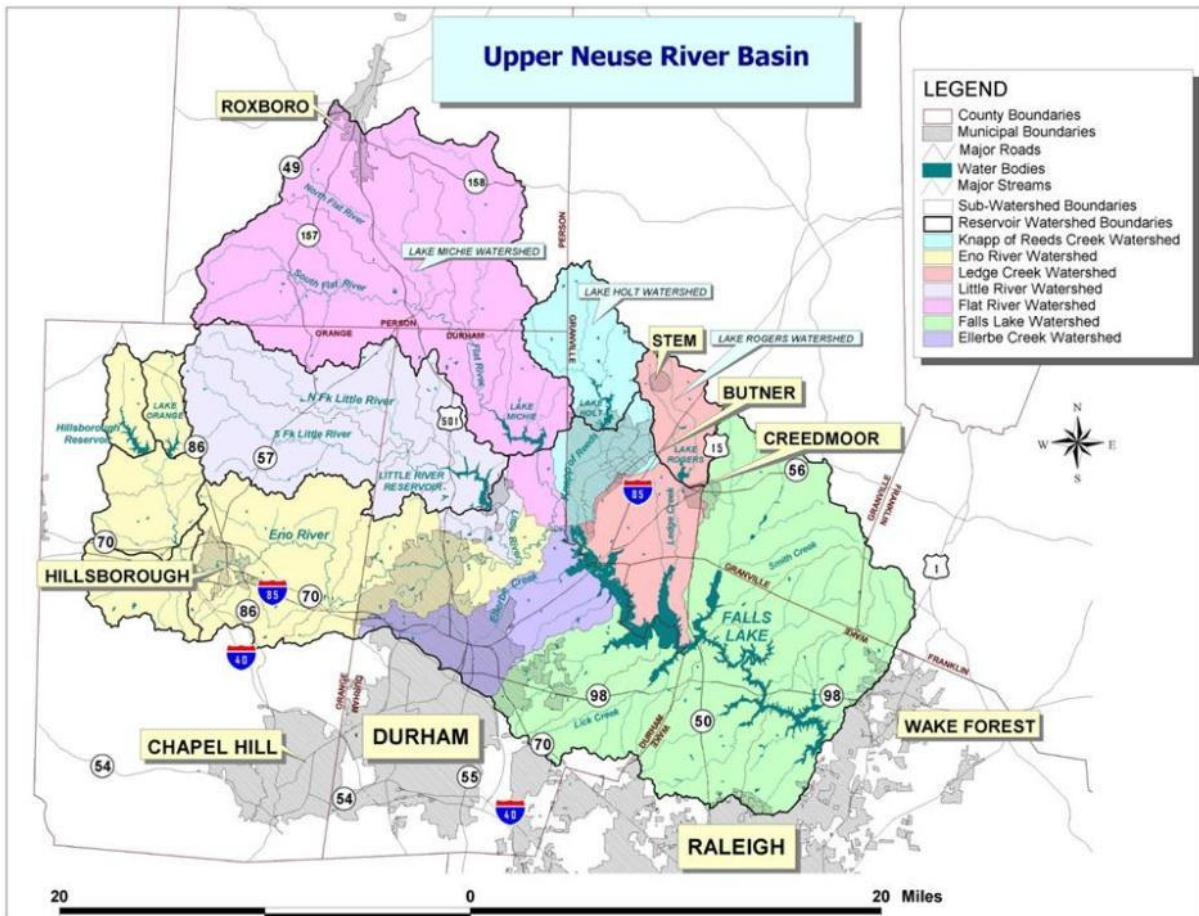 Upper Neuse River Basin
LEGEND
County Boundaries
Municipal Boundaries
Major Roads
Water Bodies
Major Streams
Sub-Watershed Boundaries
Reservoir Watershed Boundaries
Knapp of Reeds Creek Watershed
Eno River Watershed
Ledge Creek Watershed
Little River Watershed
Flat River Watershed
Falls Lake Watershed
Ellerbe Creek Watershed
ROXBORO
49
158
North Flat River
157
LAKE MICHIE WATERSHED
PERSON
GRANVILLE
South Flat River
LAKE HOLT WATERSHED
PERSON
ORANGE
DURHAM
STEM
LAKE ROGERS WATERSHED
Flat River
BUTNER
N Fk Little River
LAKE MICHIE
LAKE HOLT
LAKE ORANGE
Hillsborough Reservoir
86
57
501
S Fk Little River
15
CREEDMOOR
N
W
E
S
LITTLE RIVER RESERVOIR
Knapp of Reeds
LAKE ROGERS
56
85
Ledge Creek
GRANVILLE
FRANKLIN
70
Eno River
Little River
Smith Creek
HILLSBOROUGH
85
70
86
Ellerbe Creek
GRANVILLE
WAKE
1
40
FALLS LAKE
FRANKLIN
ORANGE
DURHAM
98
98
Lick Creek
DURHAM
WAKE
50
WAKE FOREST
CHAPEL HILL
DURHAM
70
54
54
55
40
RALEIGH
20
0
20 Miles